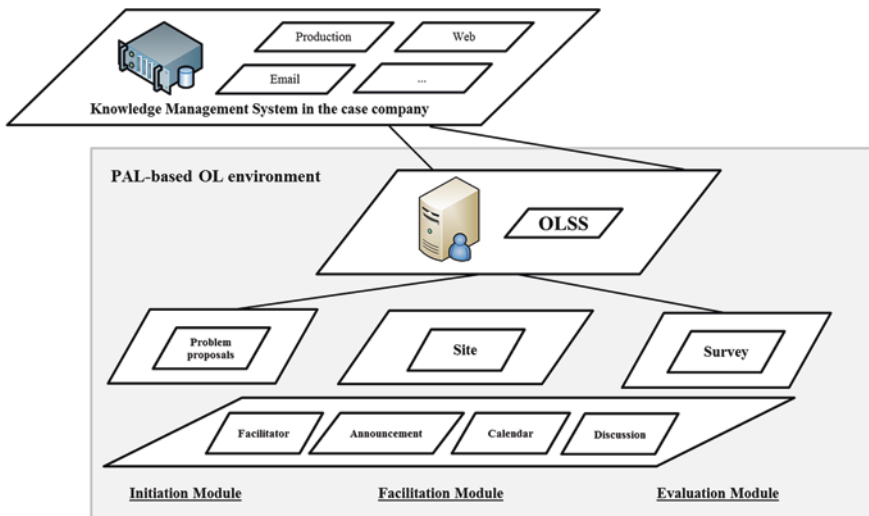 Production
Web
Email
...
Knowledge Management System in the case company
PAL-based OL environment
OLSS
Problem
proposals
Site
Survey
Facilitator
Announcement
Calendar
Discussion
Initiation Module
Facilitation Module
Evaluation Module